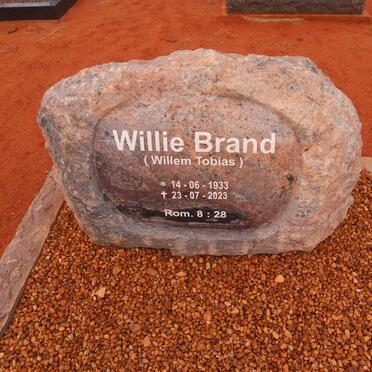 Willie Brand
( Willem Tobias )
* 14 - 06 - 1933
✝ 23 - 07 - 2023
Rom. 8 : 28